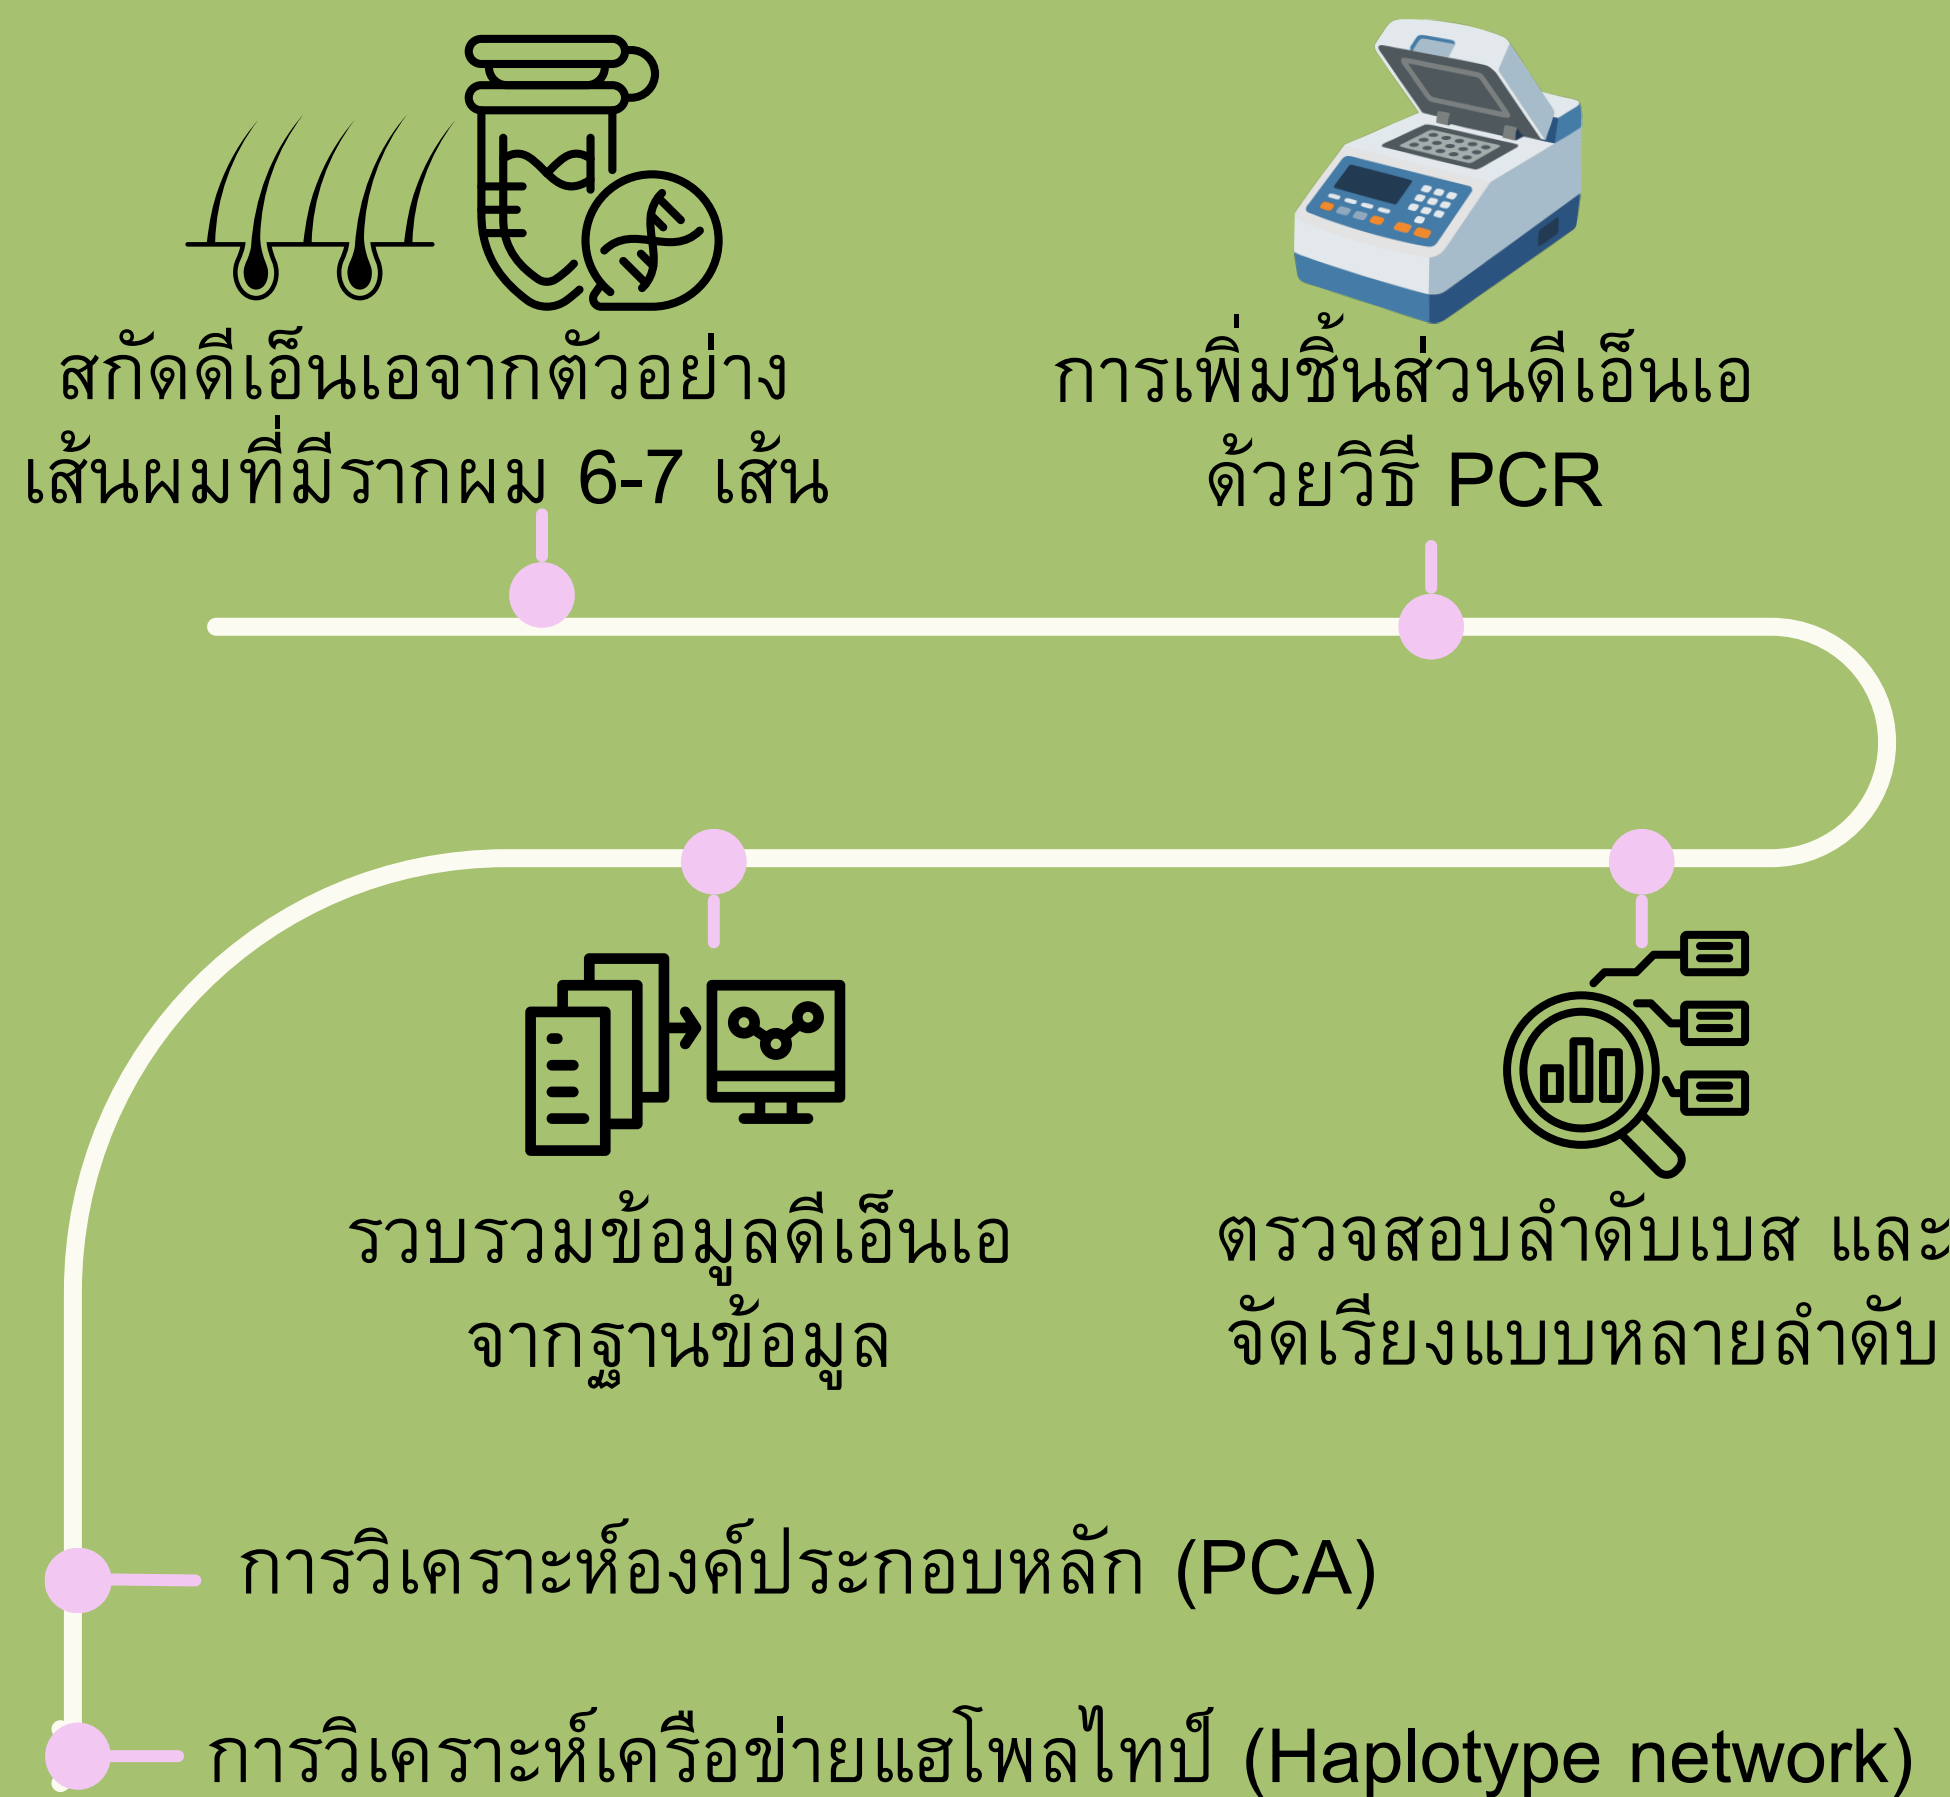 สกัดดีเอ็นเอจากตัวอย่าง
เส้นผมที่มีรากผม 6-7 เส้น
การเพิ่มชิ้นส่วนดีเอ็นเอ
ด้วยวิธี PCR
ตรวจสอบลำดับเบส และ
จัดเรียงแบบหลายลำดับ
รวบรวมข้อมูลดีเอ็นเอ
จากฐานข้อมูล
การวิเคราะห์องค์ประกอบหลัก (PCA)
การวิเคราะห์เครือข่ายแฮโพลไทป์ (Haplotype network)